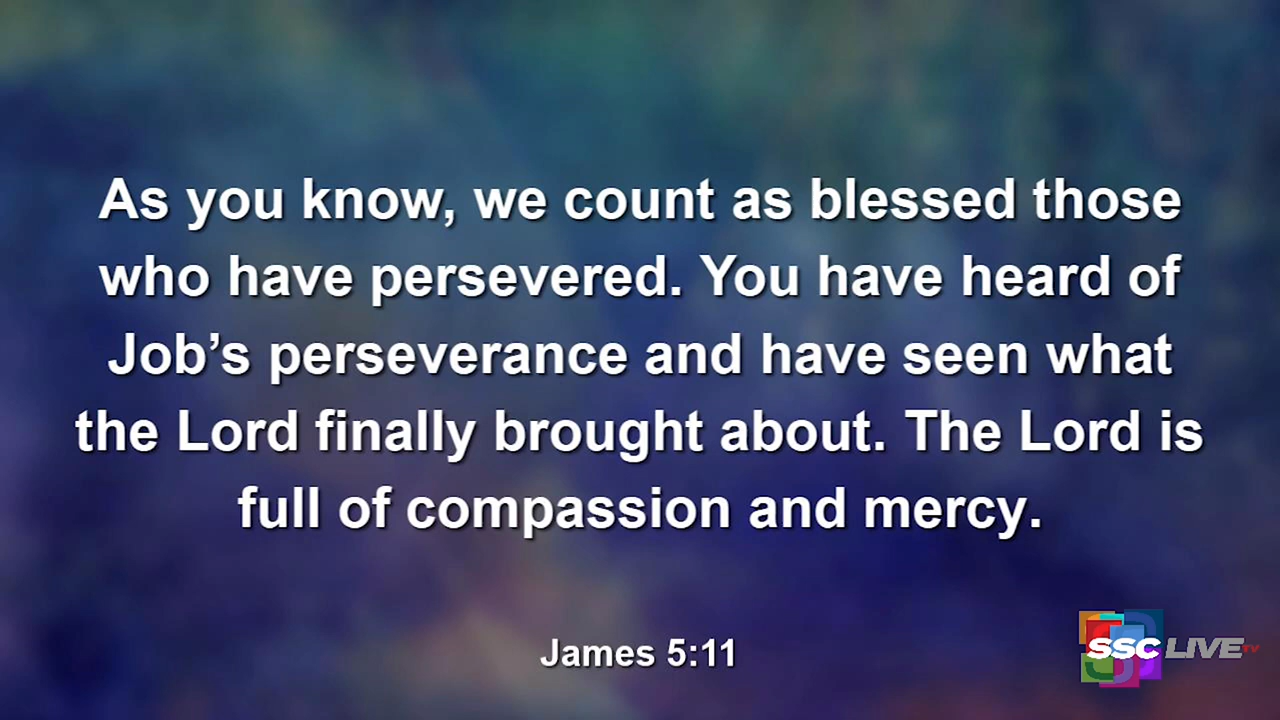 As you know, we count as blessed those
who have persevered. You have heard of
Job’s perseverance and have seen what
the Lord finally brought about. The Lord is
full of compassion and mercy.
James 5:11
SSC LIVE TV